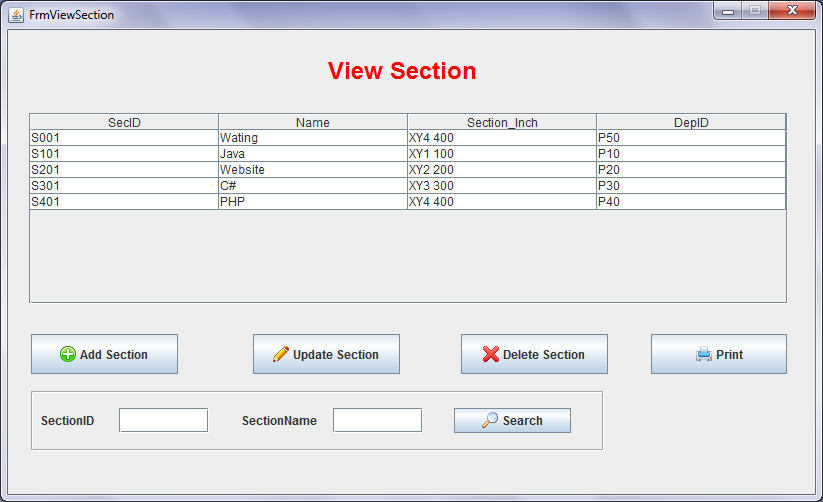 FrmViewSection
View Section
SecID Name Section_Inch DepID
S001 Wating XY4 400 P50
S101 Java XY1 100 P10
S201 Website XY2 200 P20
S301 C# XY3 300 P30
S401 PHP XY4 400 P40
Add Section Update Section Delete Section Print
SectionID SectionName Search